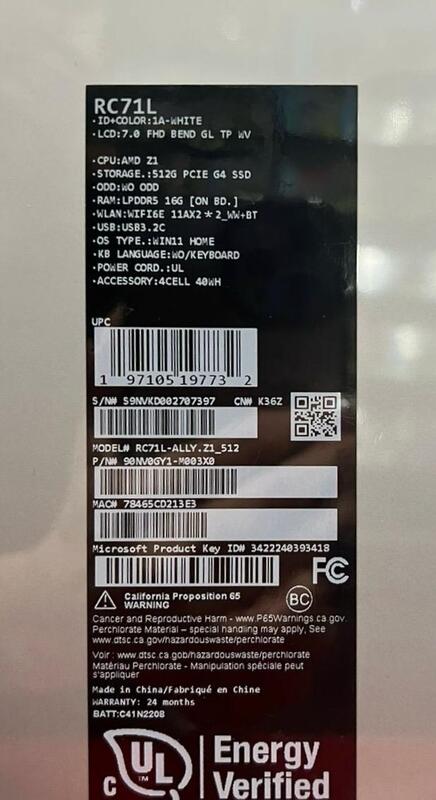 RC71L
·ID+COLOR:1A-WHITE
·LCD:7.0 FHD BEND GL TP WV
·CPU:AMD Z1
·STORAGE.:512G PCIE G4 SSD
·ODD:WO ODD
·RAM:LPDDR5 16G [ON BD.]
·WLAN:WIFI6E 11AX2*2_WW+BT
·USB:USB3.2C
·OS TYPE.:WIN11 HOME
·KB LANGUAGE:WO/KEYBOARD
·POWER CORD.:UL
·ACCESSORY:4CELL 40WH
UPC
1 97105 19773 2
S/N# S9NVKD002707397 CN# K36Z
MODEL# RC71L-ALLY.Z1_512
P/N# 90NV0GY1-M003X0
MAC# 78465CD213E3
Microsoft Product Key ID# 3422240393418
FC
California Proposition 65
WARNING
BC
Cancer and Reproductive Harm - www.P65Warnings.ca.gov.
Perchlorate Material – special handling may apply, See
www.dtsc.ca.gov/hazardouswaste/perchlorate
Voir : www.dtsc.ca.gob/hazardouswaste/perchlorate
Matériau Perchlorate - Manipulation spéciale peut
s'appliquer
Made in China/Fabriqué en Chine
WARRANTY: 24 months
BATT:C41N2208
C UL TM
Energy
Verified